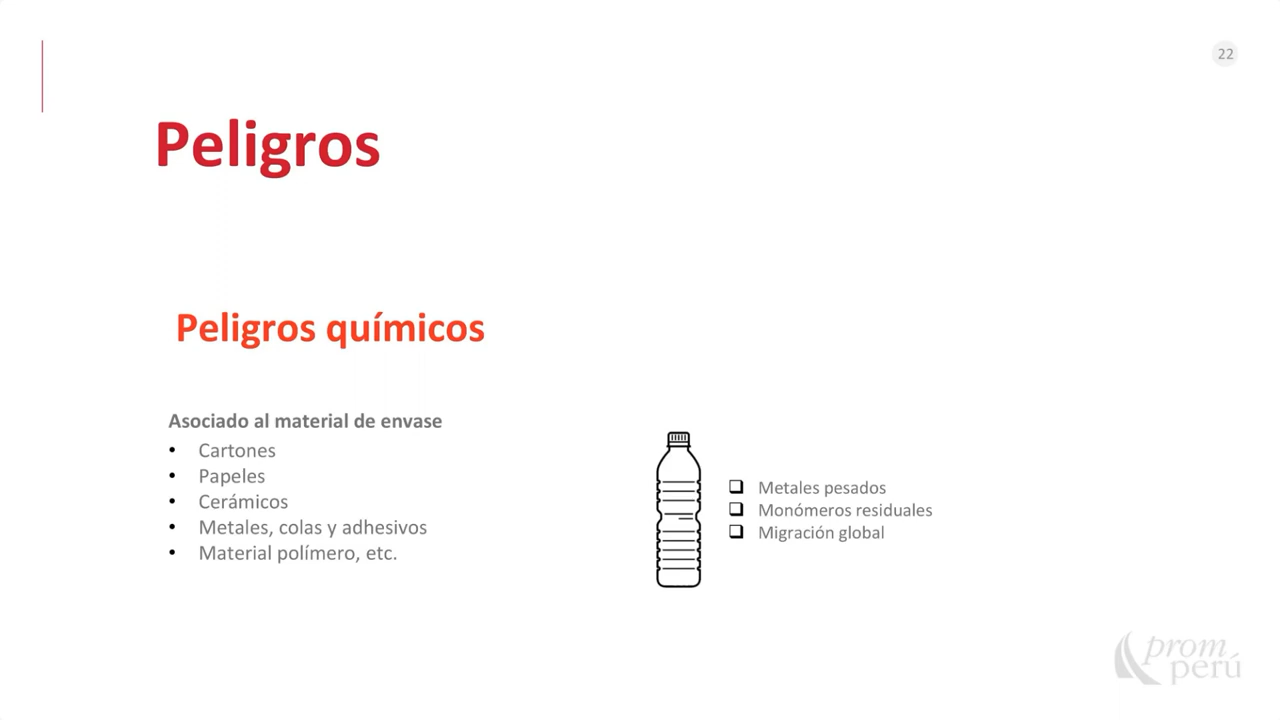 22
Peligros
Peligros químicos
Asociado al material de envase
• Cartones
• Papeles
• Cerámicos
• Metales, colas y adhesivos
• Material polímero, etc.
❑ Metales pesados
❑ Monómeros residuales
❑ Migración global
prom
perú